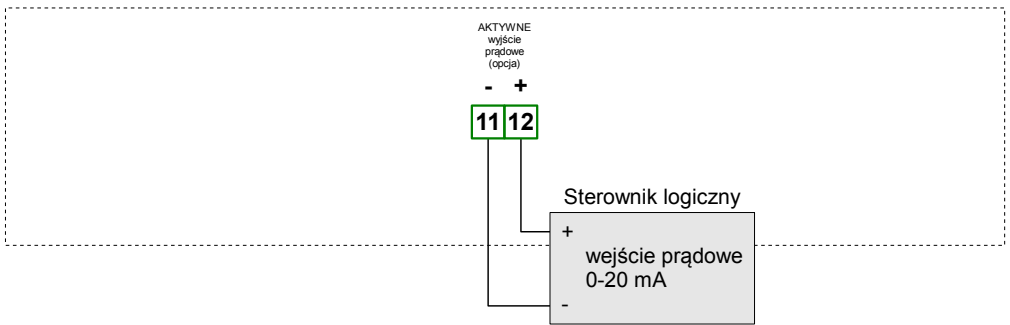 AKTYWNE
wyjście
prądowe
(opcja)
- +
11 12
Sterownik logiczny
+
wejście prądowe
0-20 mA
-